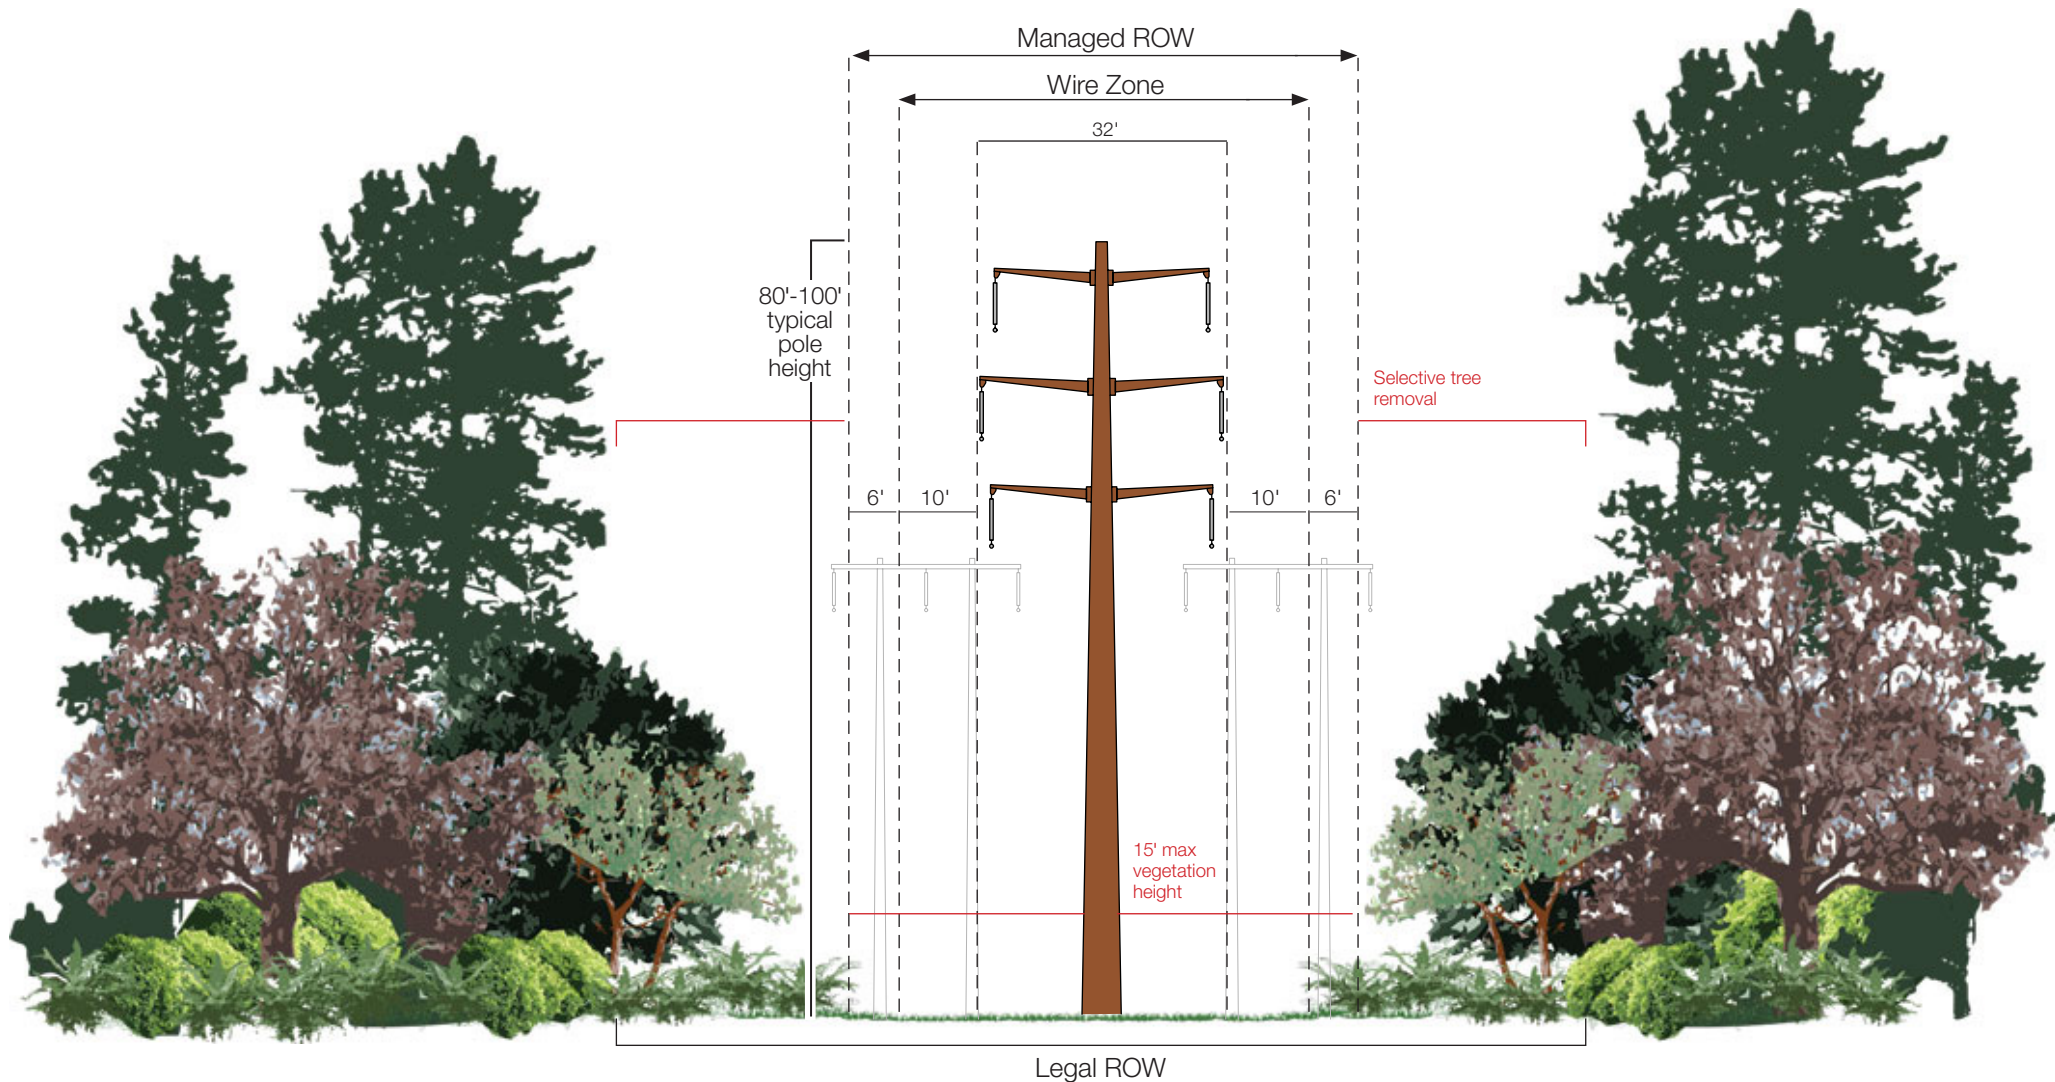 Managed ROW
Wire Zone
32'
80'-100'
typical
pole
height
Selective tree
removal
6'
10'
10'
6'
15' max
vegetation
height
Legal ROW